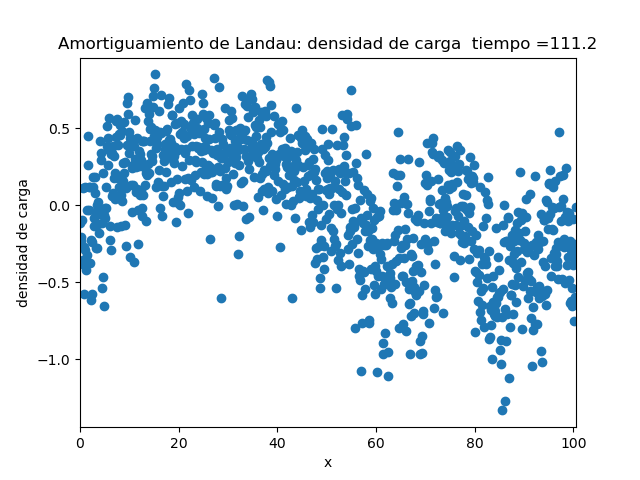 Amortiguamiento de Landau: densidad de carga  tiempo =111.2
densidad de carga
0.5
0.0
−0.5
−1.0
0 20 40 60 80 100
x